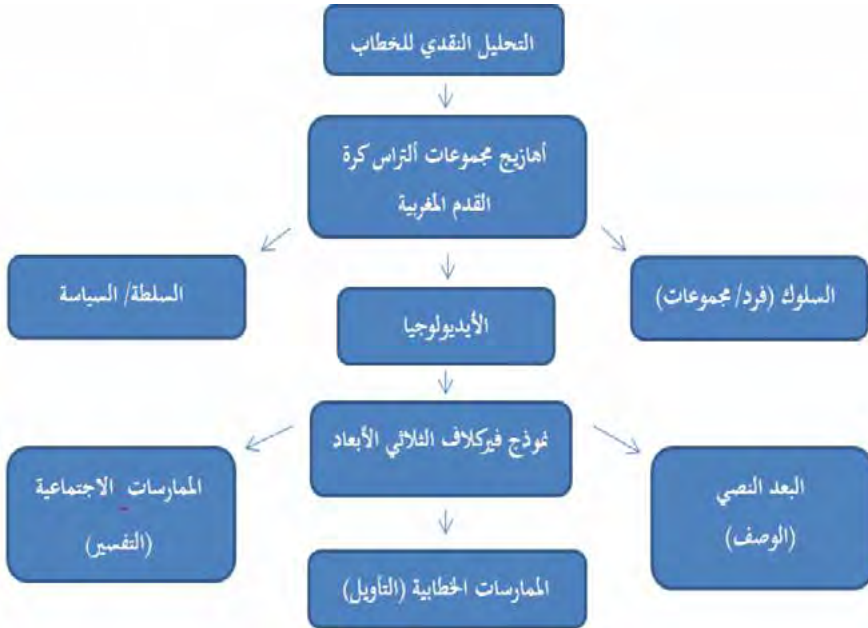 التحليل النقدي للخطاب
أهازيج مجموعات ألتراس كرة
القدم المغربية
السلوك (فرد/ مجموعات)
السلطة/ السياسة
الأيديولوجيا
نموذج فيركلاف الثلاثي الأبعاد
البعد النصي
(الوصف)
الممارسات الاجتماعية
(التفسير)
الممارسات الخطابية (التأويل)